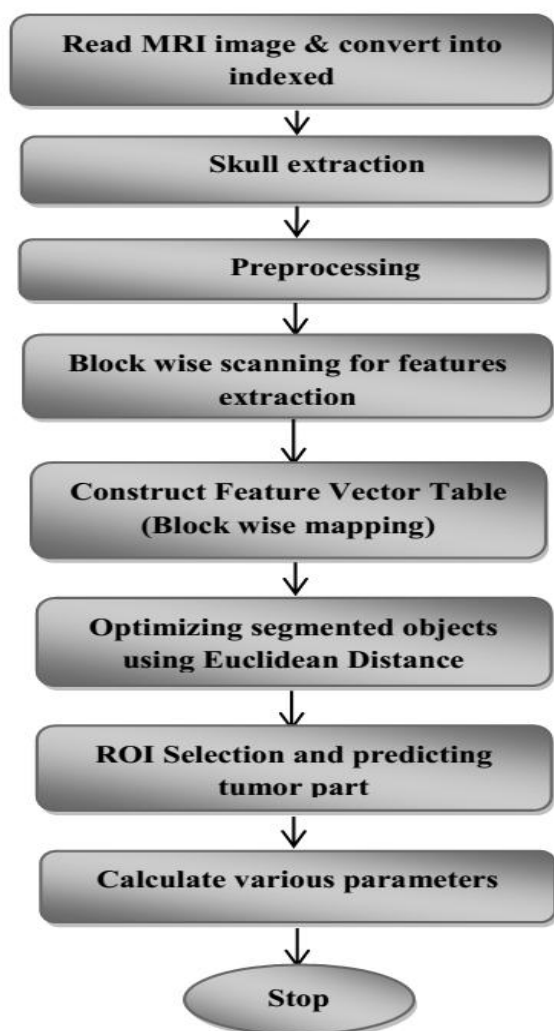 Read MRI image & convert into
indexed
Skull extraction
Preprocessing
Block wise scanning for features
extraction
Construct Feature Vector Table
(Block wise mapping)
Optimizing segmented objects
using Euclidean Distance
ROI Selection and predicting
tumor part
Calculate various parameters
Stop